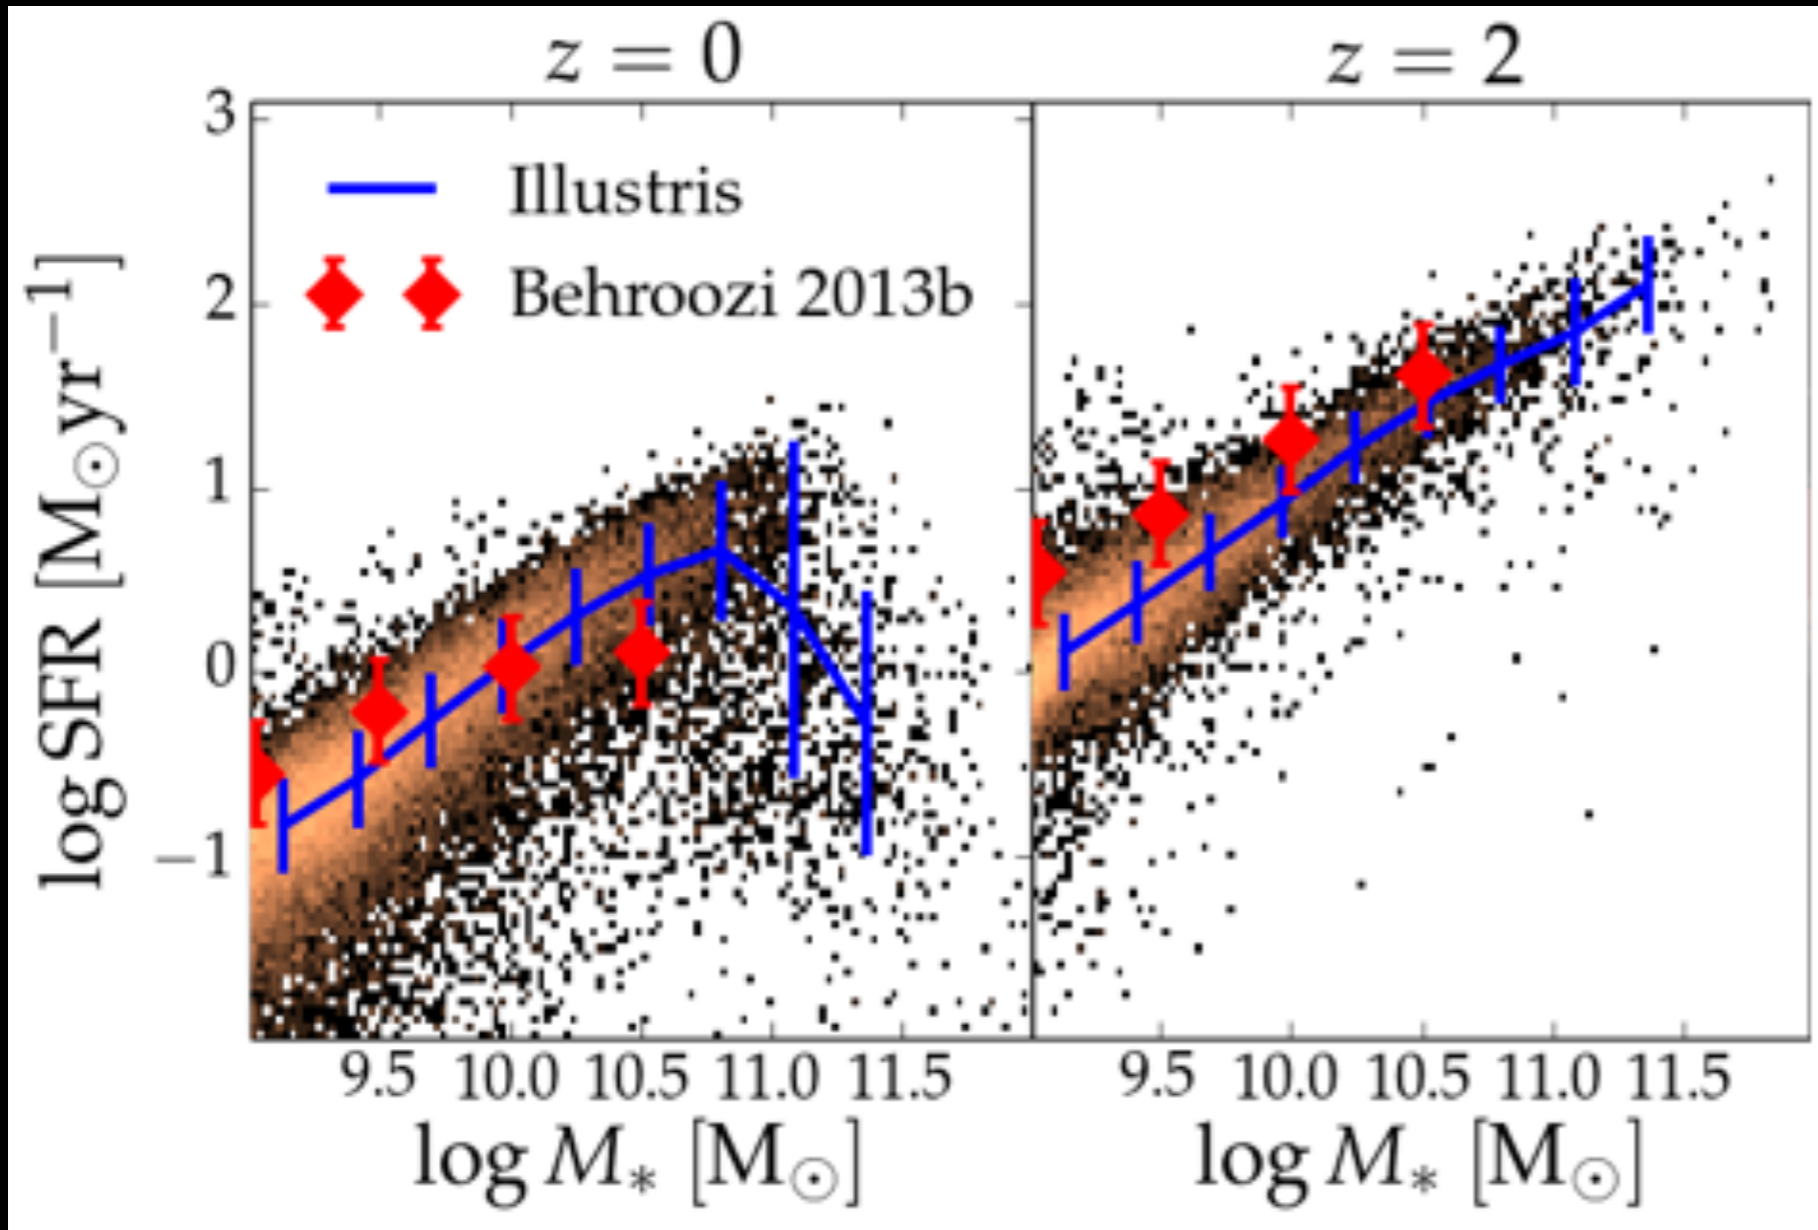 z = 0
z = 2
3
2
1
0
−1
log SFR [M⊙yr⁻¹]
Illustris
Behroozi 2013b
9.5 10.0 10.5 11.0 11.5
9.5 10.0 10.5 11.0 11.5
log M* [M⊙]
log M* [M⊙]